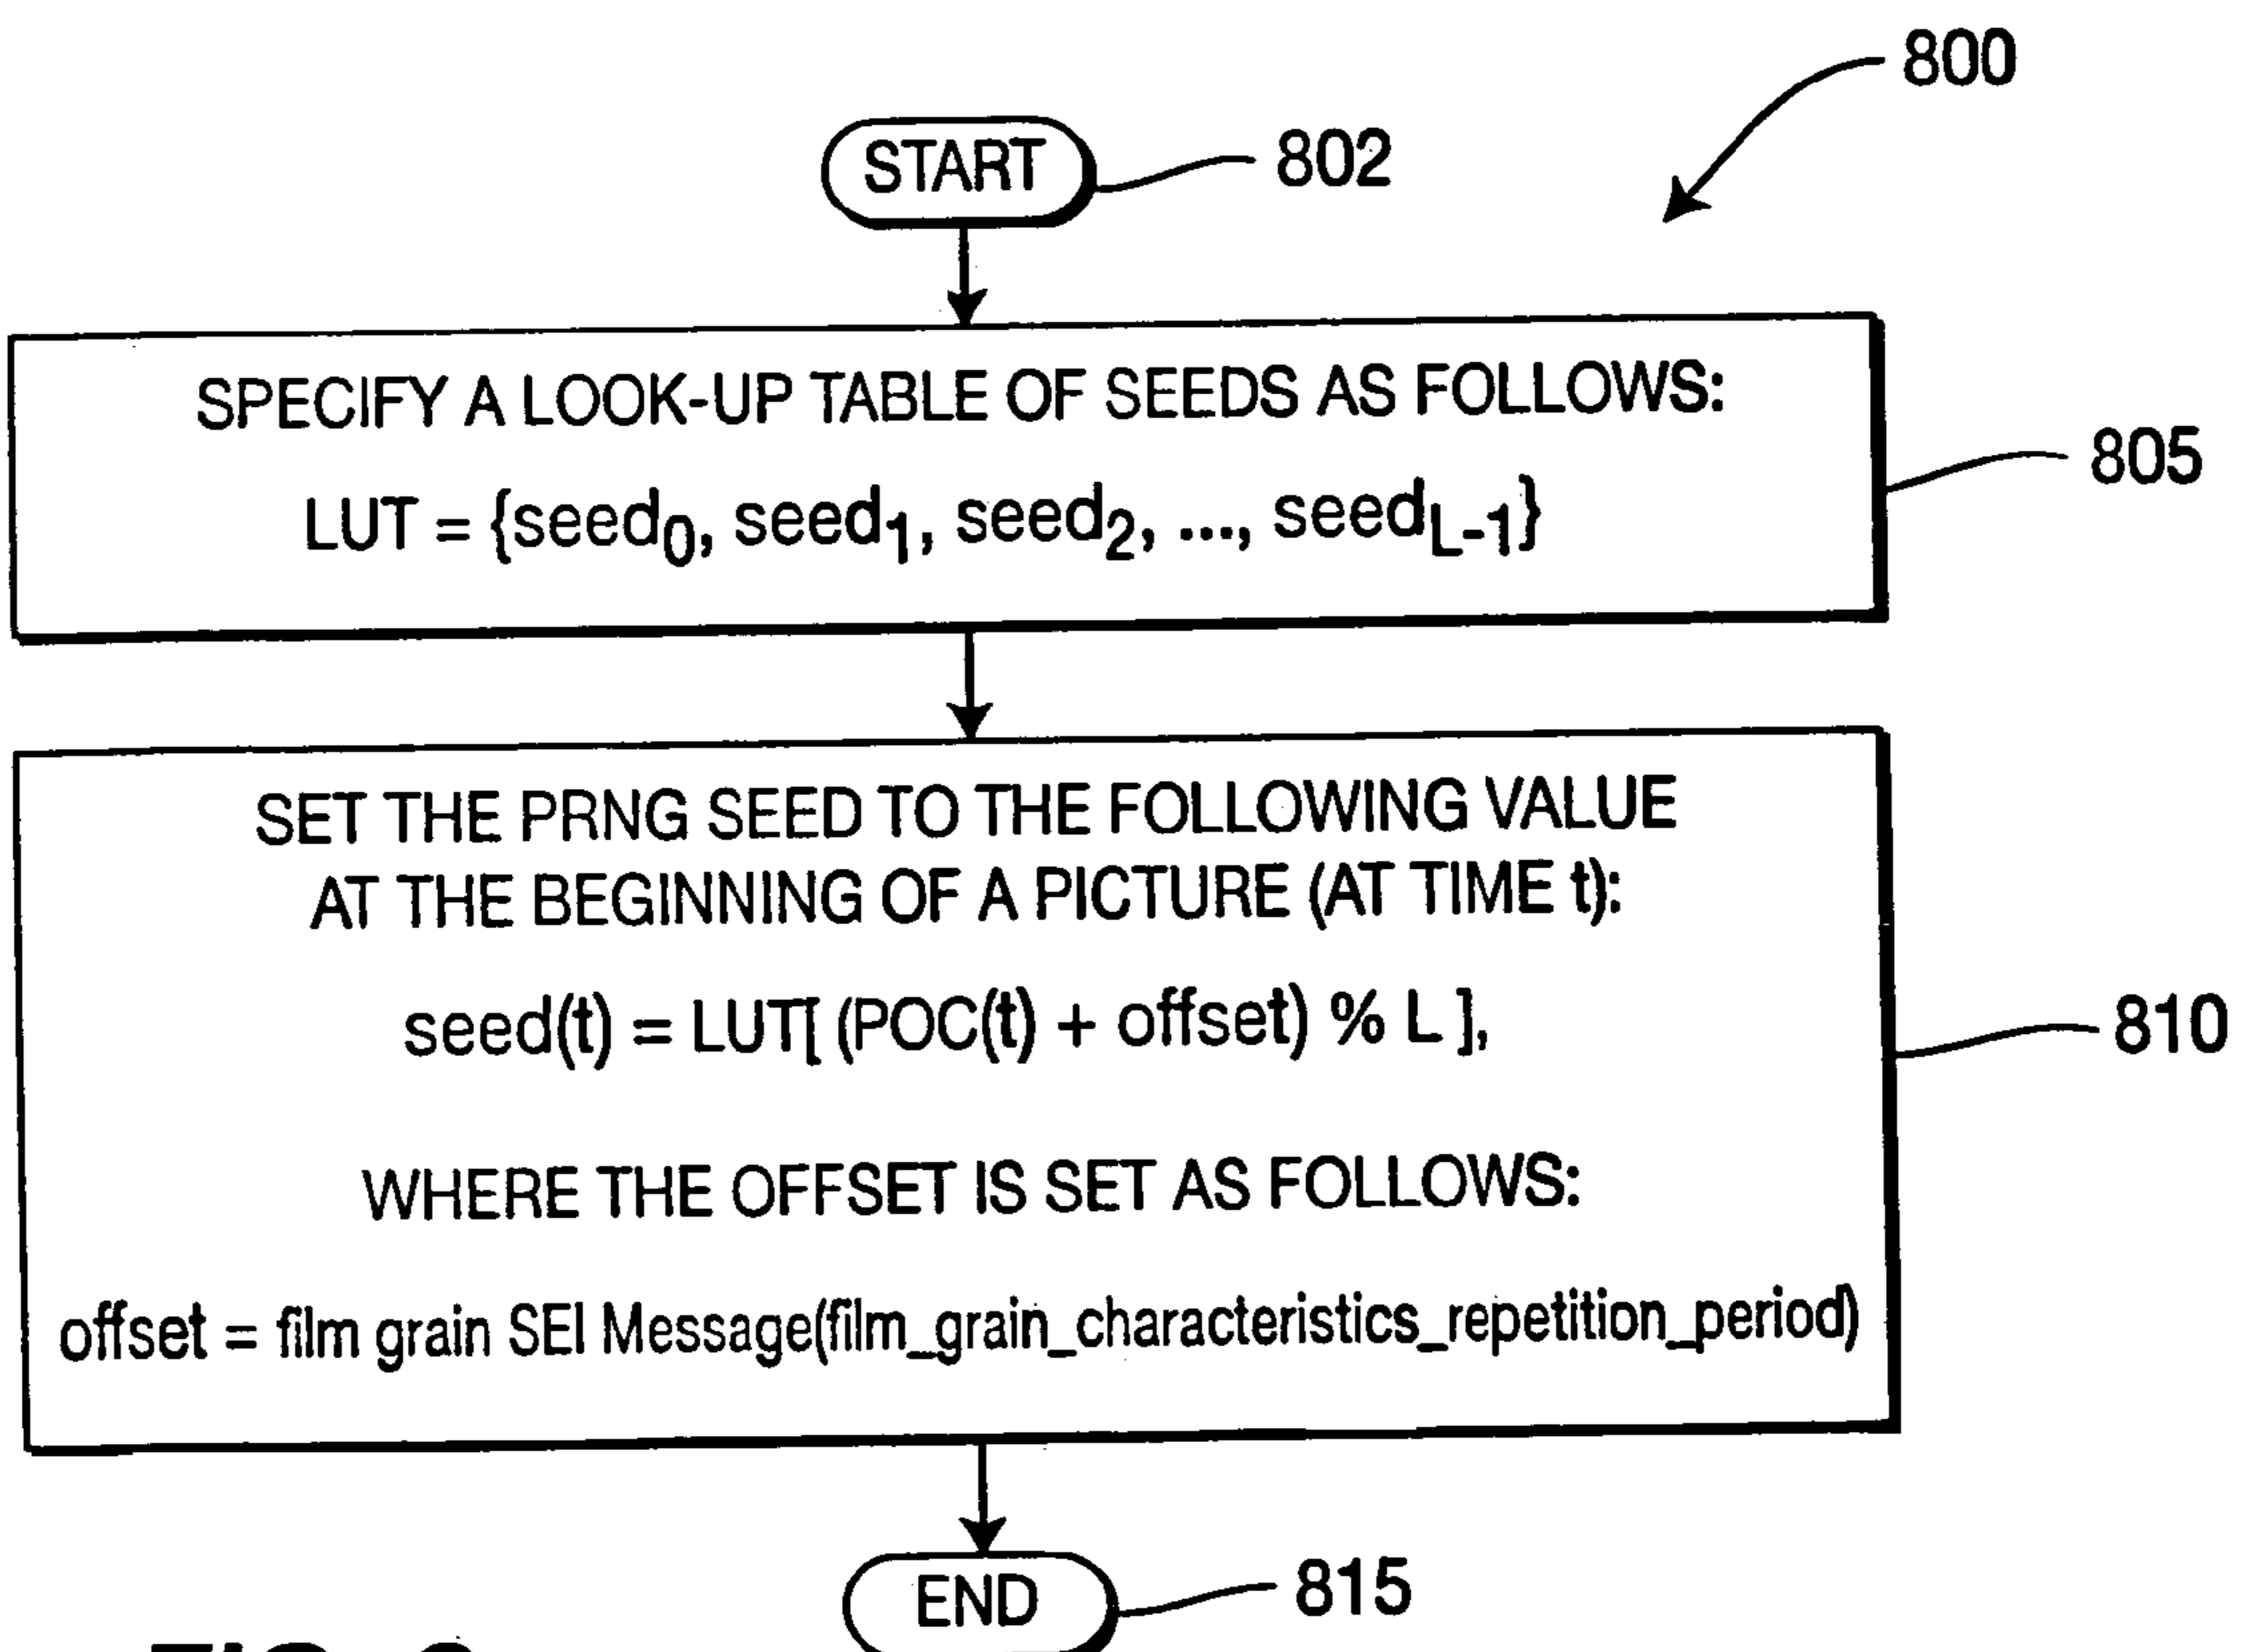 800
START
802
SPECIFY A LOOK-UP TABLE OF SEEDS AS FOLLOWS:
LUT = {seed0, seed1, seed2, ..., seedL-1}
805
SET THE PRNG SEED TO THE FOLLOWING VALUE
AT THE BEGINNING OF A PICTURE (AT TIME t):
seed(t) = LUT[ (POC(t) + offset) % L ],
810
WHERE THE OFFSET IS SET AS FOLLOWS:
offset = film grain SEI Message(film_grain_characteristics_repetition_period)
END
815